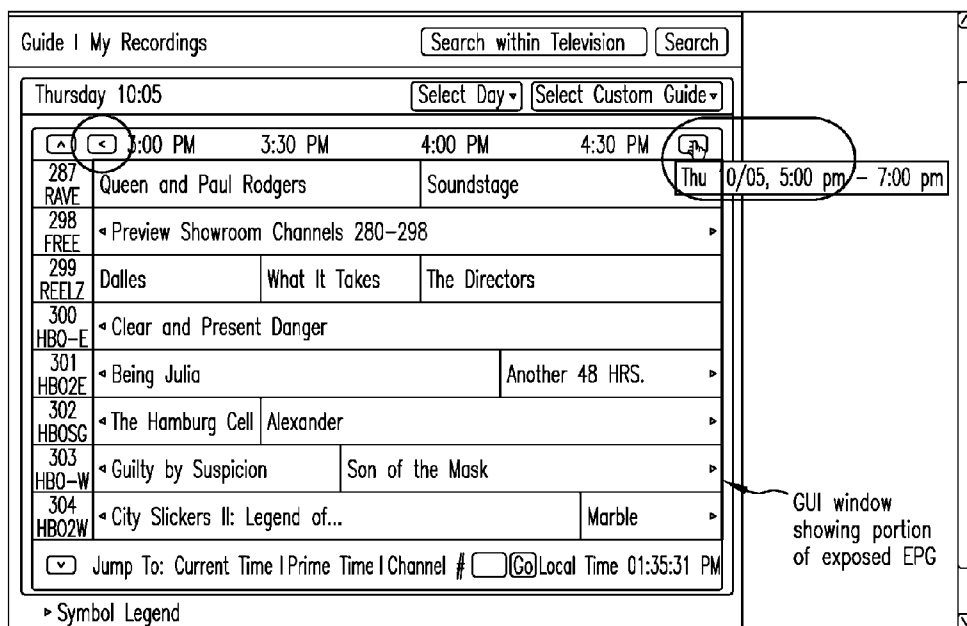 Guide | My Recordings Search within Television Search
Thursday 10:05 Select Day Select Custom Guide
< 3:00 PM 3:30 PM 4:00 PM 4:30 PM
Thu 10/05, 5:00 pm – 7:00 pm
287 RAVE Queen and Paul Rodgers Soundstage
298 FREE Preview Showroom Channels 280–298
299 REELZ Dalles What It Takes The Directors
300 HBO–E Clear and Present Danger
301 HBO2E Being Julia Another 48 HRS.
302 HBOSG The Hamburg Cell Alexander
303 HBO–W Guilty by Suspicion Son of the Mask
304 HBO2W City Slickers II: Legend of... Marble
Jump To: Current Time | Prime Time | Channel # Go Local Time 01:35:31 PM
Symbol Legend
GUI window
showing portion
of exposed EPG